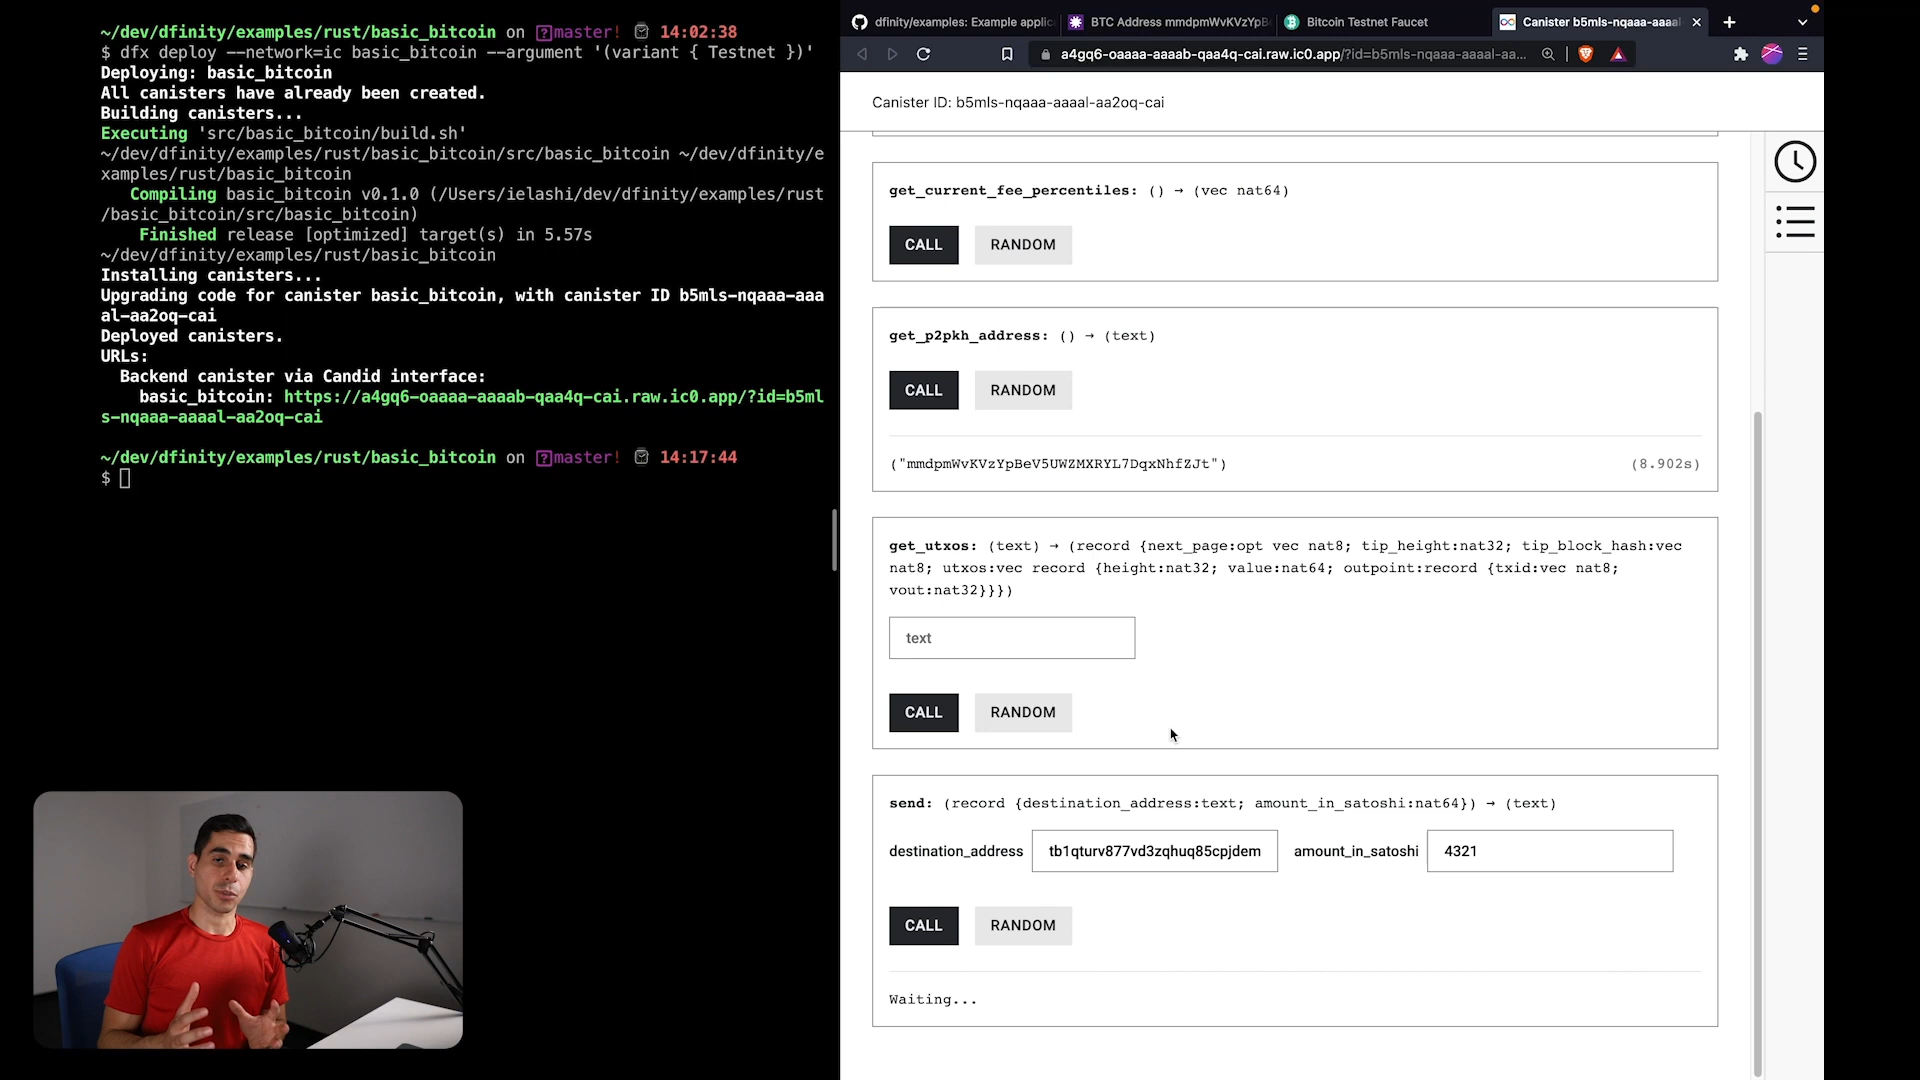 ~/dev/dfinity/examples/rust/basic_bitcoin on master! 14:02:38
$ dfx deploy --network=ic basic_bitcoin --argument '(variant { Testnet })'
Deploying: basic_bitcoin
All canisters have already been created.
Building canisters...
Executing 'src/basic_bitcoin/build.sh'
~/dev/dfinity/examples/rust/basic_bitcoin/src/basic_bitcoin ~/dev/dfinity/e
xamples/rust/basic_bitcoin
Compiling basic_bitcoin v0.1.0 (/Users/ielashi/dev/dfinity/examples/rust
/basic_bitcoin/src/basic_bitcoin)
Finished release [optimized] target(s) in 5.57s
~/dev/dfinity/examples/rust/basic_bitcoin
Installing canisters...
Upgrading code for canister basic_bitcoin, with canister ID b5mls-nqaaa-aaa
al-aa2oq-cai
Deployed canisters.
URLs:
Backend canister via Candid interface:
basic_bitcoin: https://a4gq6-oaaaa-aaaab-qaa4q-cai.raw.ic0.app/?id=b5ml
s-nqaaa-aaaal-aa2oq-cai
~/dev/dfinity/examples/rust/basic_bitcoin on master! 14:17:44
$
dfinity/examples: Example applic
BTC Address mmdpmWvKVzYpB
Bitcoin Testnet Faucet
Canister b5mls-nqaaa-aaaal
a4gq6-oaaaa-aaaab-qaa4q-cai.raw.ic0.app/?id=b5mls-nqaaa-aaaal-aa...
Canister ID: b5mls-nqaaa-aaaal-aa2oq-cai
get_current_fee_percentiles: () → (vec nat64)
CALL RANDOM
get_p2pkh_address: () → (text)
CALL RANDOM
("mmdpmWvKVzYpBeV5UWZMXRYL7DqxNhfZJt") (8.902s)
get_utxos: (text) → (record {next_page:opt vec nat8; tip_height:nat32; tip_block_hash:vec
nat8; utxos:vec record {height:nat32; value:nat64; outpoint:record {txid:vec nat8;
vout:nat32}}})
text
CALL RANDOM
send: (record {destination_address:text; amount_in_satoshi:nat64}) → (text)
destination_address tb1qturv877vd3zqhuq85cpjdem amount_in_satoshi 4321
CALL RANDOM
Waiting...